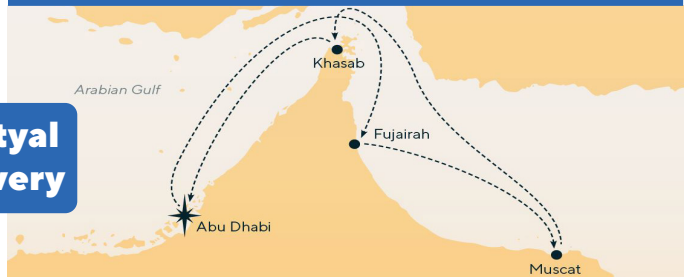 Khasab
Arabian Gulf
tyal
very
Fujairah
Abu Dhabi
Muscat